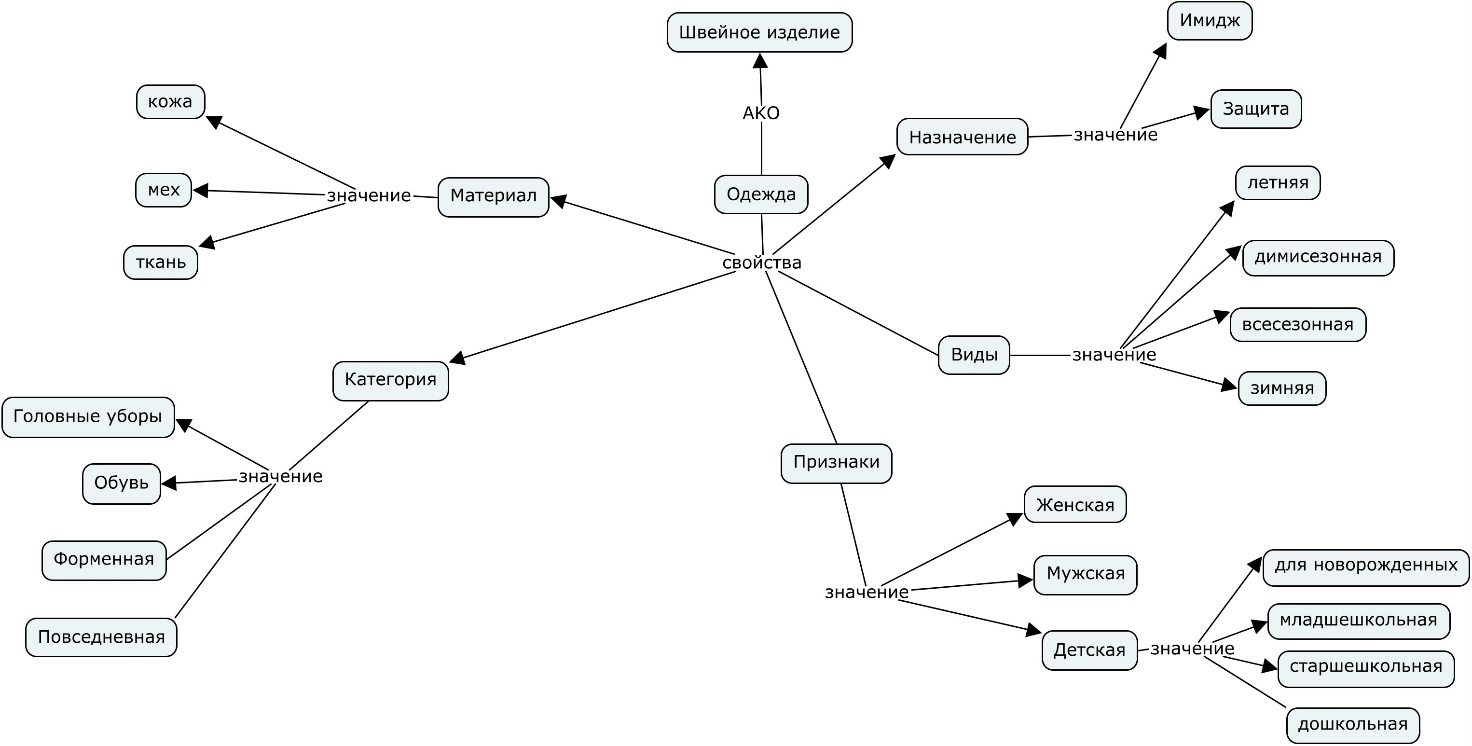 Швейное изделие
АКО
Одежда
свойства
Имидж
Защита
Назначение
значение
кожа
мех
ткань
значение
Материал
летняя
димисезонная
всесезонная
зимняя
Виды
значение
Категория
Головные уборы
Обувь
Форменная
Повседневная
значение
Признаки
значение
Женская
Мужская
Детская
значение
для новорожденных
младшешкольная
старшешкольная
дошкольная